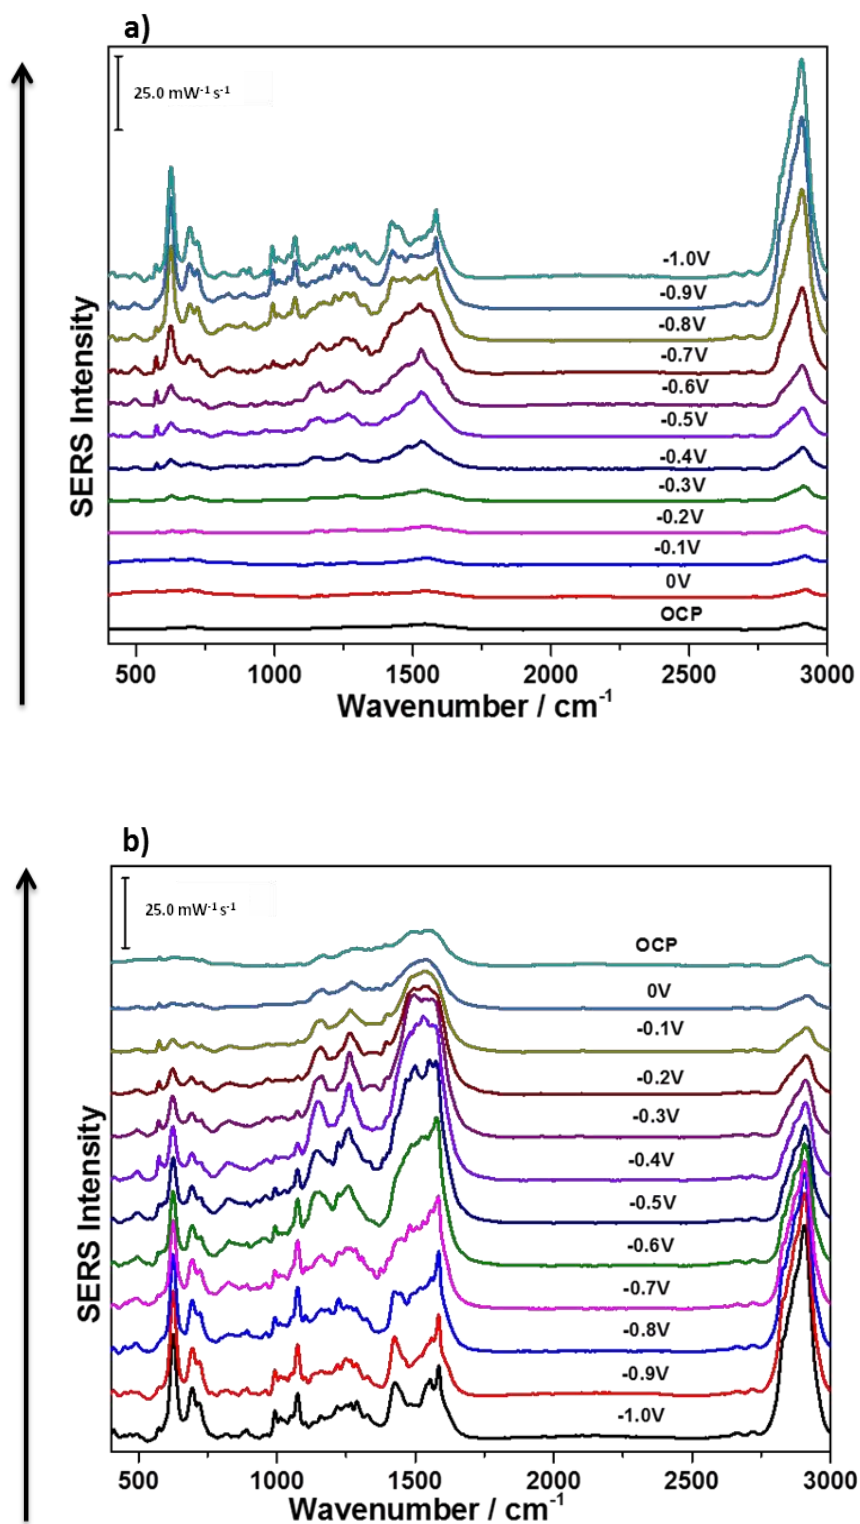 a)
25.0 mW-1 s-1
-1.0V
-0.9V
-0.8V
-0.7V
-0.6V
-0.5V
-0.4V
-0.3V
-0.2V
-0.1V
0V
OCP
SERS Intensity
500 1000 1500 2000 2500 3000
Wavenumber / cm-1
b)
25.0 mW-1 s-1
OCP
0V
-0.1V
-0.2V
-0.3V
-0.4V
-0.5V
-0.6V
-0.7V
-0.8V
-0.9V
-1.0V
SERS Intensity
500 1000 1500 2000 2500 3000
Wavenumber / cm-1